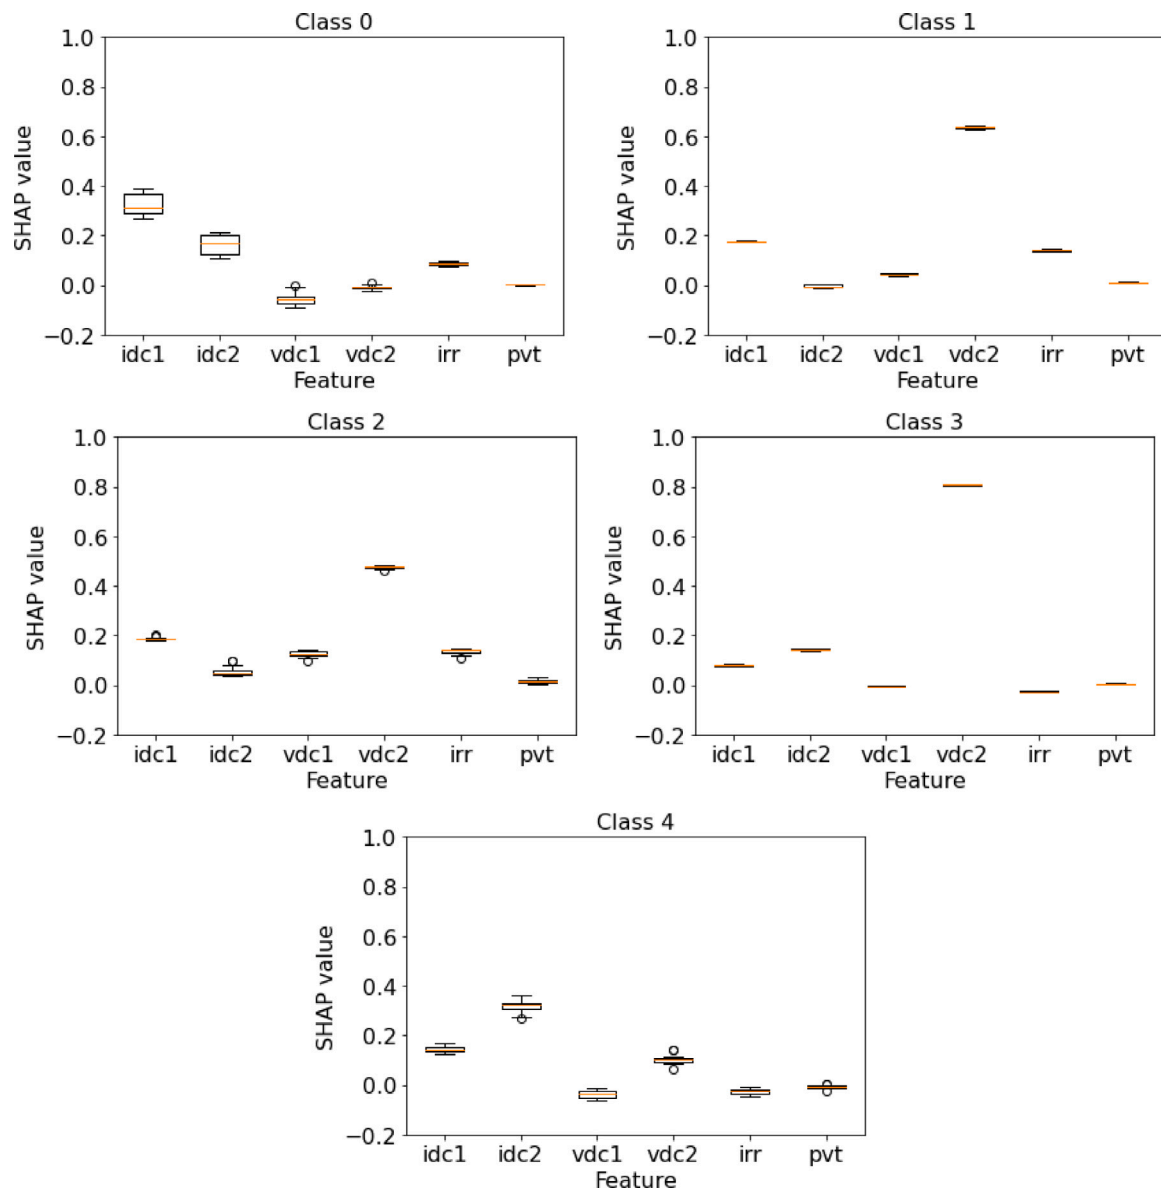 Class 0
1.0
0.8
0.6
0.4
0.2
0.0
−0.2
SHAP value
idc1 idc2 vdc1 vdc2 irr pvt
Feature
Class 1
1.0
0.8
0.6
0.4
0.2
0.0
−0.2
SHAP value
idc1 idc2 vdc1 vdc2 irr pvt
Feature
Class 2
1.0
0.8
0.6
0.4
0.2
0.0
−0.2
SHAP value
idc1 idc2 vdc1 vdc2 irr pvt
Feature
Class 3
1.0
0.8
0.6
0.4
0.2
0.0
−0.2
SHAP value
idc1 idc2 vdc1 vdc2 irr pvt
Feature
Class 4
1.0
0.8
0.6
0.4
0.2
0.0
−0.2
SHAP value
idc1 idc2 vdc1 vdc2 irr pvt
Feature